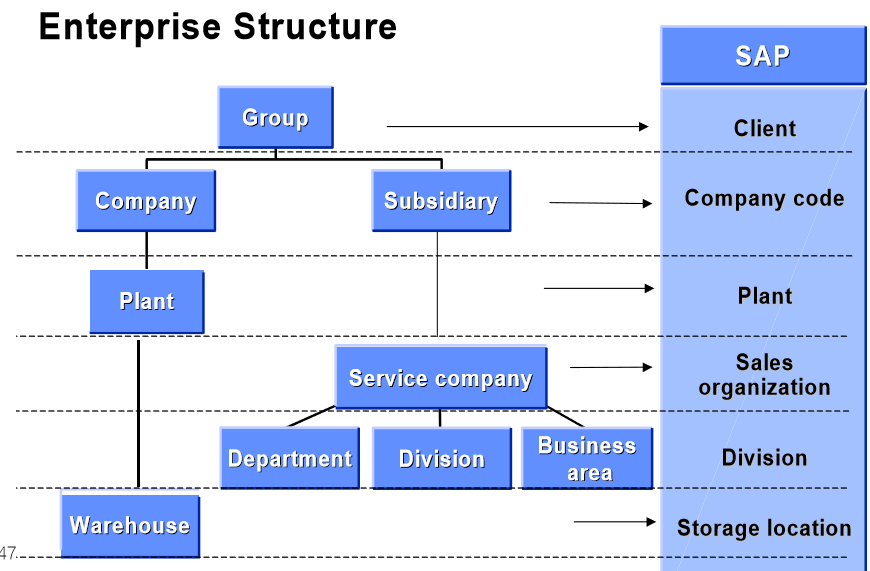 Enterprise Structure
SAP
Group
Client
Company
Subsidiary
Company code
Plant
Plant
Service company
Sales
organization
Department
Division
Business
area
Division
Warehouse
Storage location
47